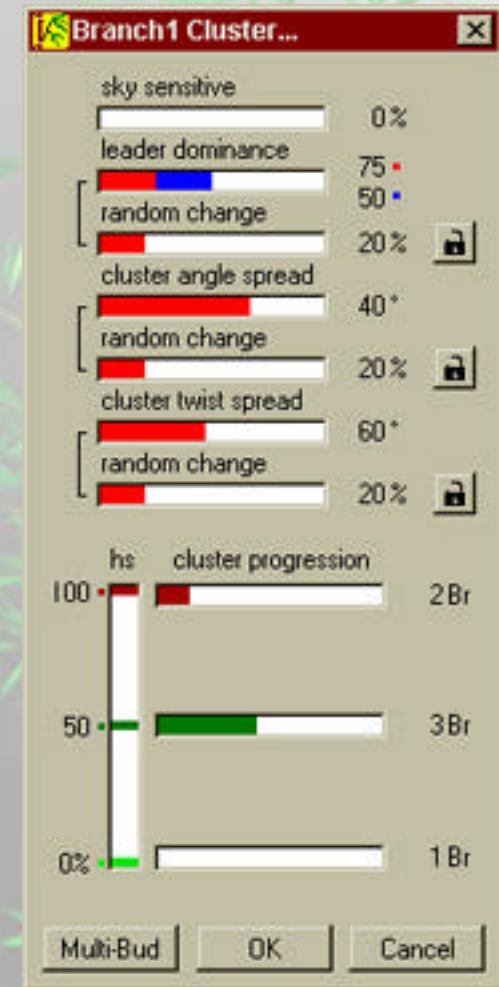 Branch1 Cluster...
sky sensitive
0%
leader dominance
75
50
random change
20%
cluster angle spread
40°
random change
20%
cluster twist spread
60°
random change
20%
hs cluster progression
100 2Br
50 3Br
0% 1Br
Multi-Bud OK Cancel